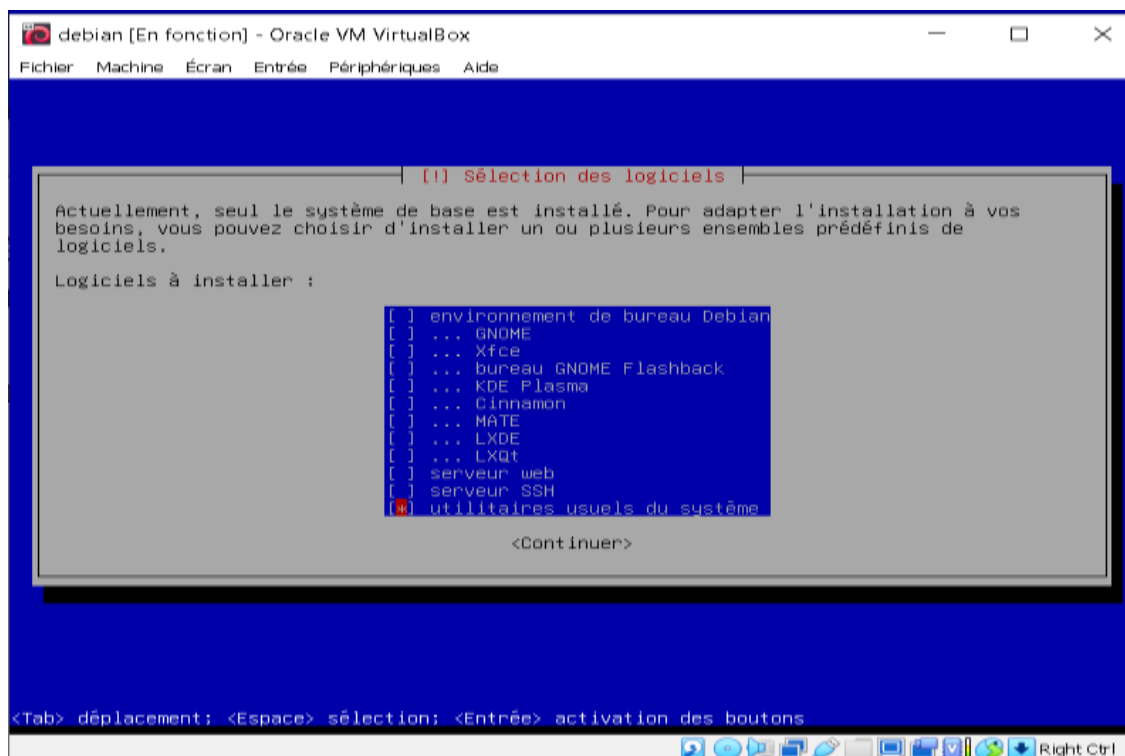 debian [En fonction] - Oracle VM VirtualBox
Fichier Machine Écran Entrée Périphériques Aide
[!] Sélection des logiciels
Actuellement, seul le système de base est installé. Pour adapter l'installation à vos
besoins, vous pouvez choisir d'installer un ou plusieurs ensembles prédéfinis de
logiciels.
Logiciels à installer :
[ ] environnement de bureau Debian
[ ] ... GNOME
[ ] ... Xfce
[ ] ... bureau GNOME Flashback
[ ] ... KDE Plasma
[ ] ... Cinnamon
[ ] ... MATE
[ ] ... LXDE
[ ] ... LXQt
[ ] serveur web
[ ] serveur SSH
[*] utilitaires usuels du système
<Continuer>
<Tab> déplacement; <Espace> sélection; <Entrée> activation des boutons
Right Ctrl